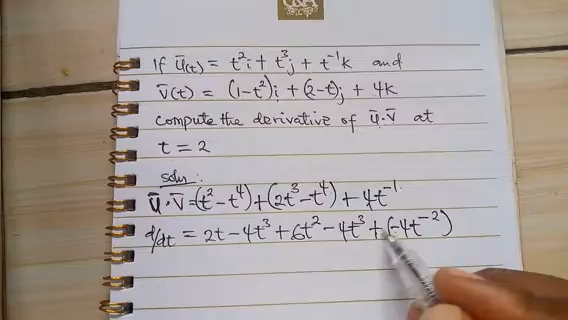 Q&A
If ū(t) = t²i + t³j + t⁻¹k and
v̄(t) = (1-t²)i + (2-t)j + 4k
compute the derivative of ū·v̄ at
t = 2
soln:
ū·v̄ = (t² - t⁴) + (2t³ - t⁴) + 4t⁻¹
d/dt = 2t - 4t³ + 6t² - 4t³ + (-4t⁻²)